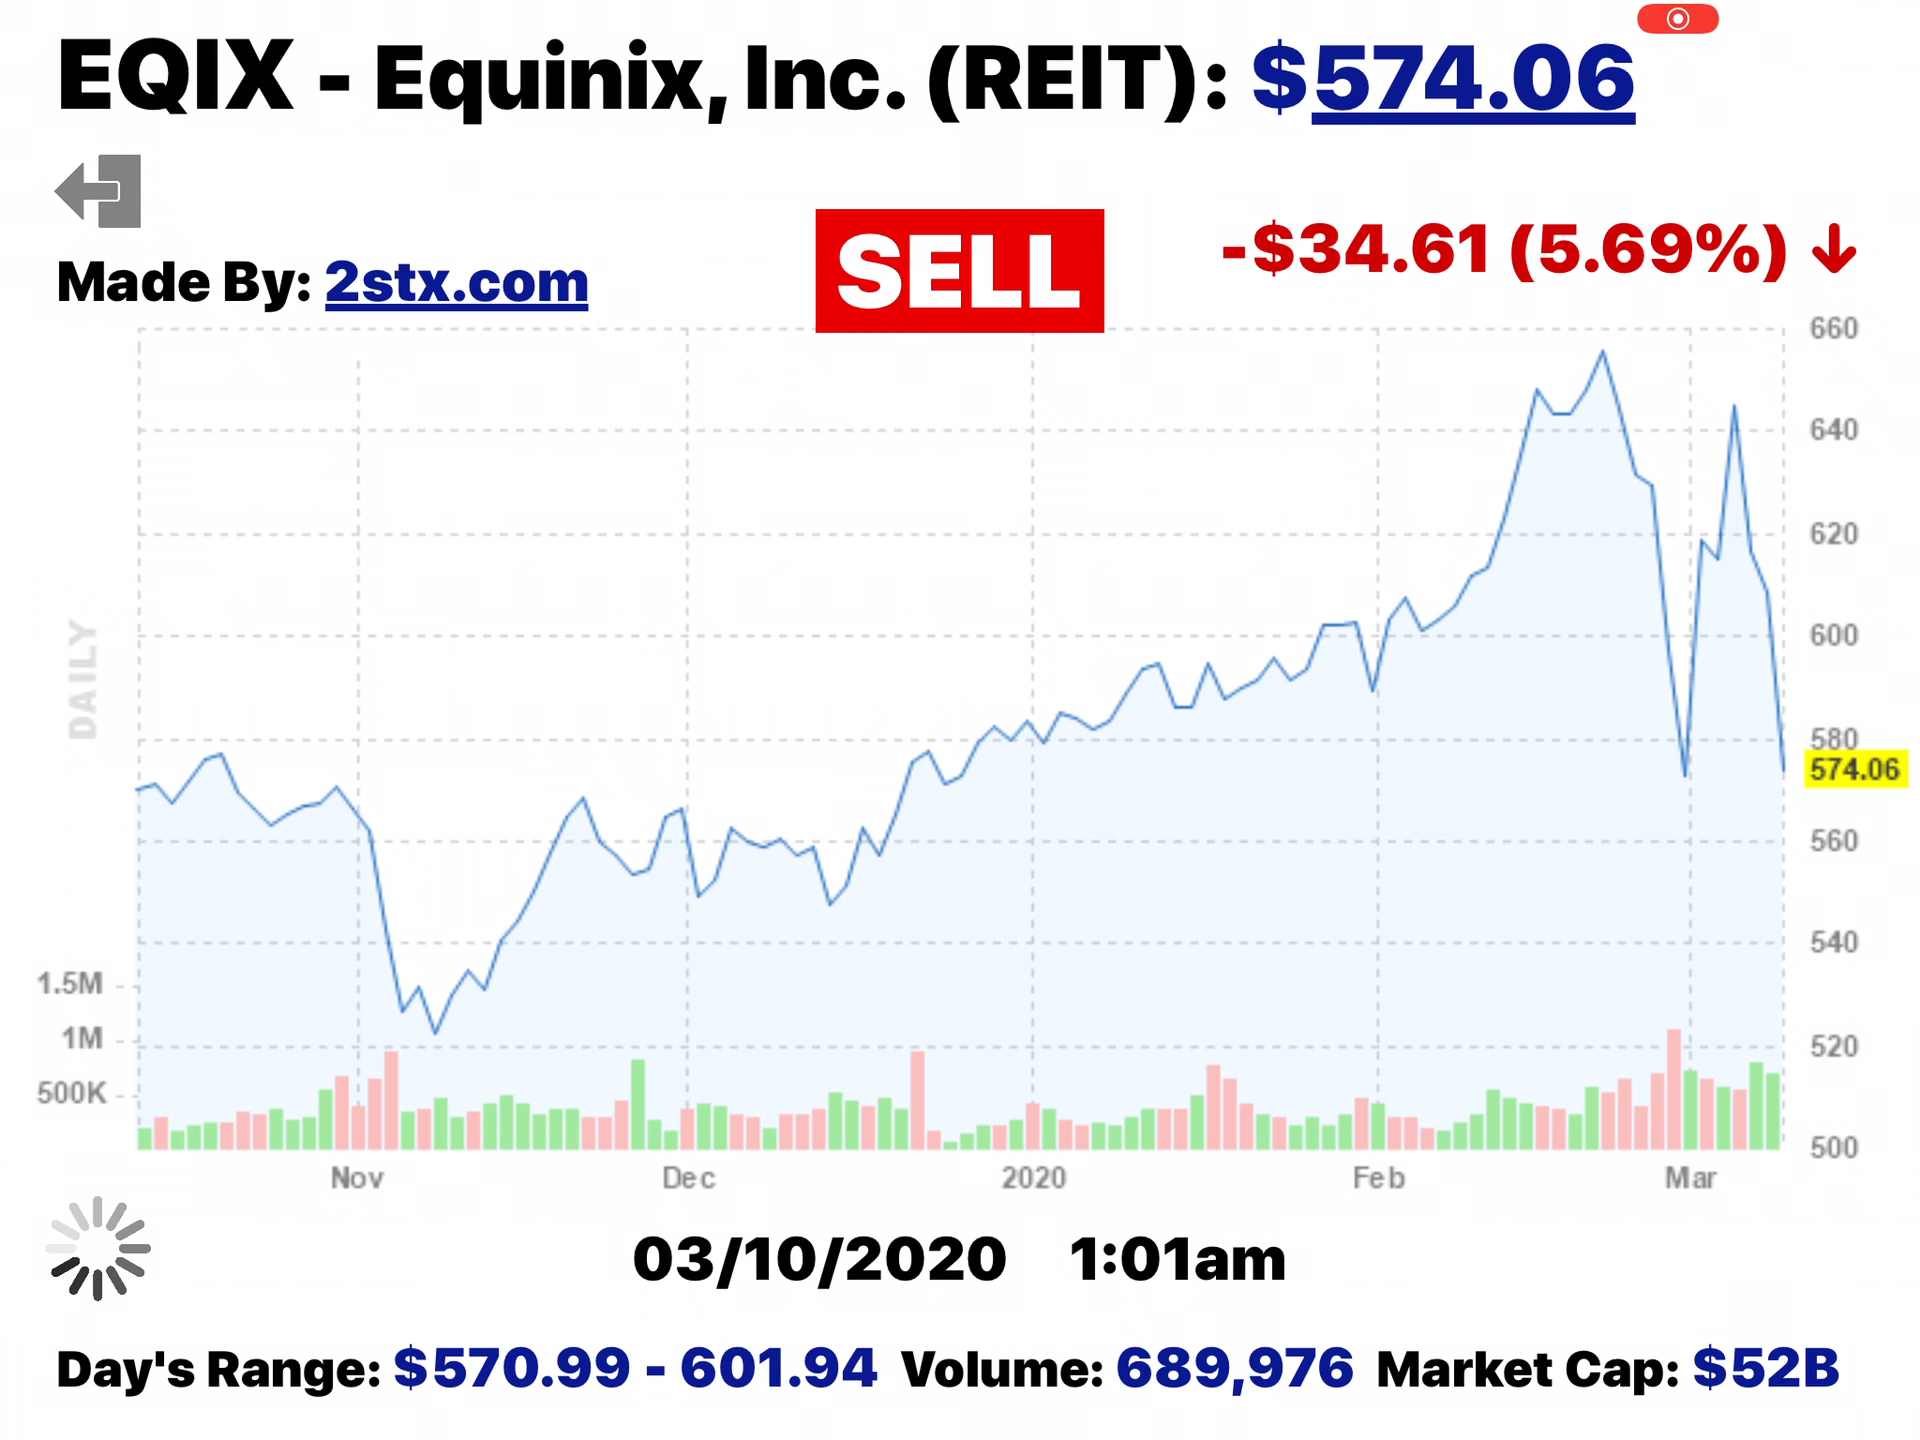 EQIX - Equinix, Inc. (REIT): $574.06
Made By: 2stx.com
SELL
-$34.61 (5.69%) ↓
DAILY
660
640
620
600
580
574.06
560
540
520
500
1.5M
1M
500K
Nov Dec 2020 Feb Mar
03/10/2020 1:01am
Day's Range: $570.99 - 601.94 Volume: 689,976 Market Cap: $52B